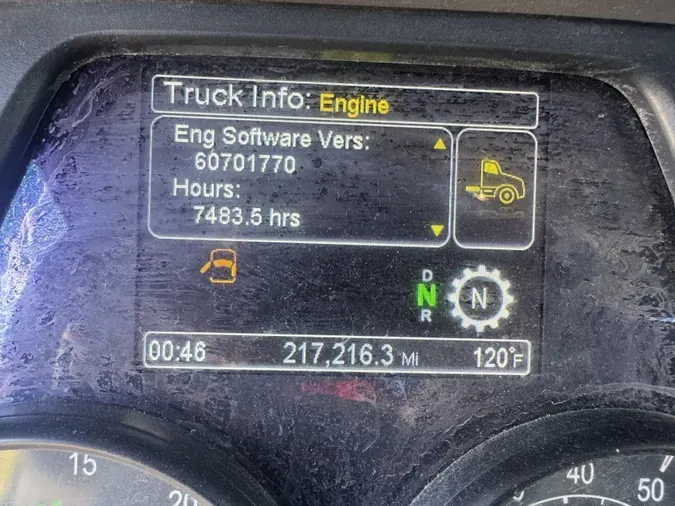 Truck Info: Engine
Eng Software Vers:
60701770
Hours:
7483.5 hrs
D
N
R
N
00:46 217,216.3 MI 120°F
15
20
40
50